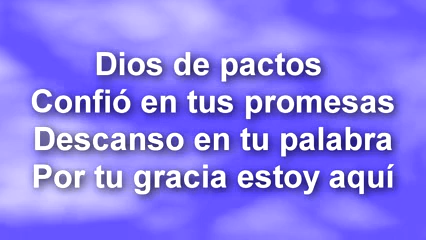 Dios de pactos
Confió en tus promesas
Descanso en tu palabra
Por tu gracia estoy aquí